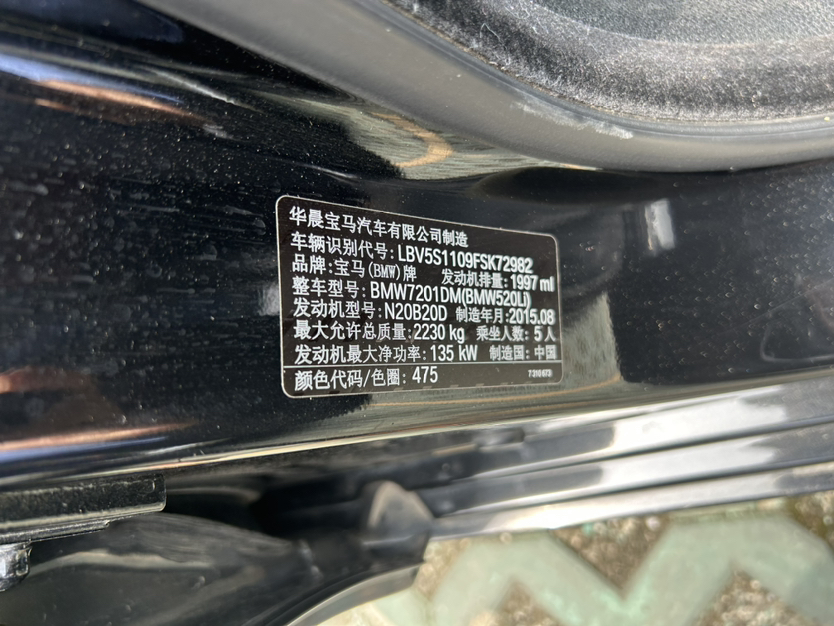 华晨宝马汽车有限公司制造
车辆识别代号: LBV5S1109FSK72982
品牌:宝马(BMW)牌 发动机排量:1997 ml
整车型号: BMW7201DM(BMW520Li)
发动机型号: N20B20D 制造年月:2015.08
最大允许总质量: 2230 kg 乘坐人数: 5 人
发动机最大净功率: 135 kW 制造国: 中国
颜色代码/色圈: 475 7 310 673